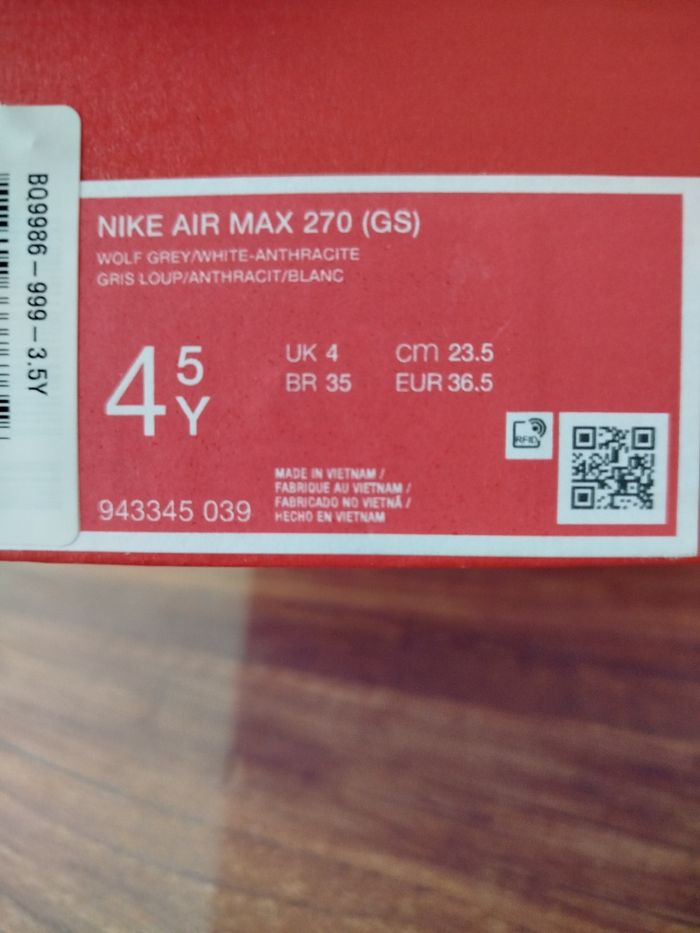 BQ9986 - 999 - 3.5Y
NIKE AIR MAX 270 (GS)
WOLF GREY/WHITE-ANTHRACITE
GRIS LOUP/ANTHRACIT/BLANC
4 5 Y
UK 4 cm 23.5
BR 35 EUR 36.5
RFID
943345 039
MADE IN VIETNAM /
FABRIQUE AU VIETNAM /
FABRICADO NO VIETNÃ /
HECHO EN VIETNAM